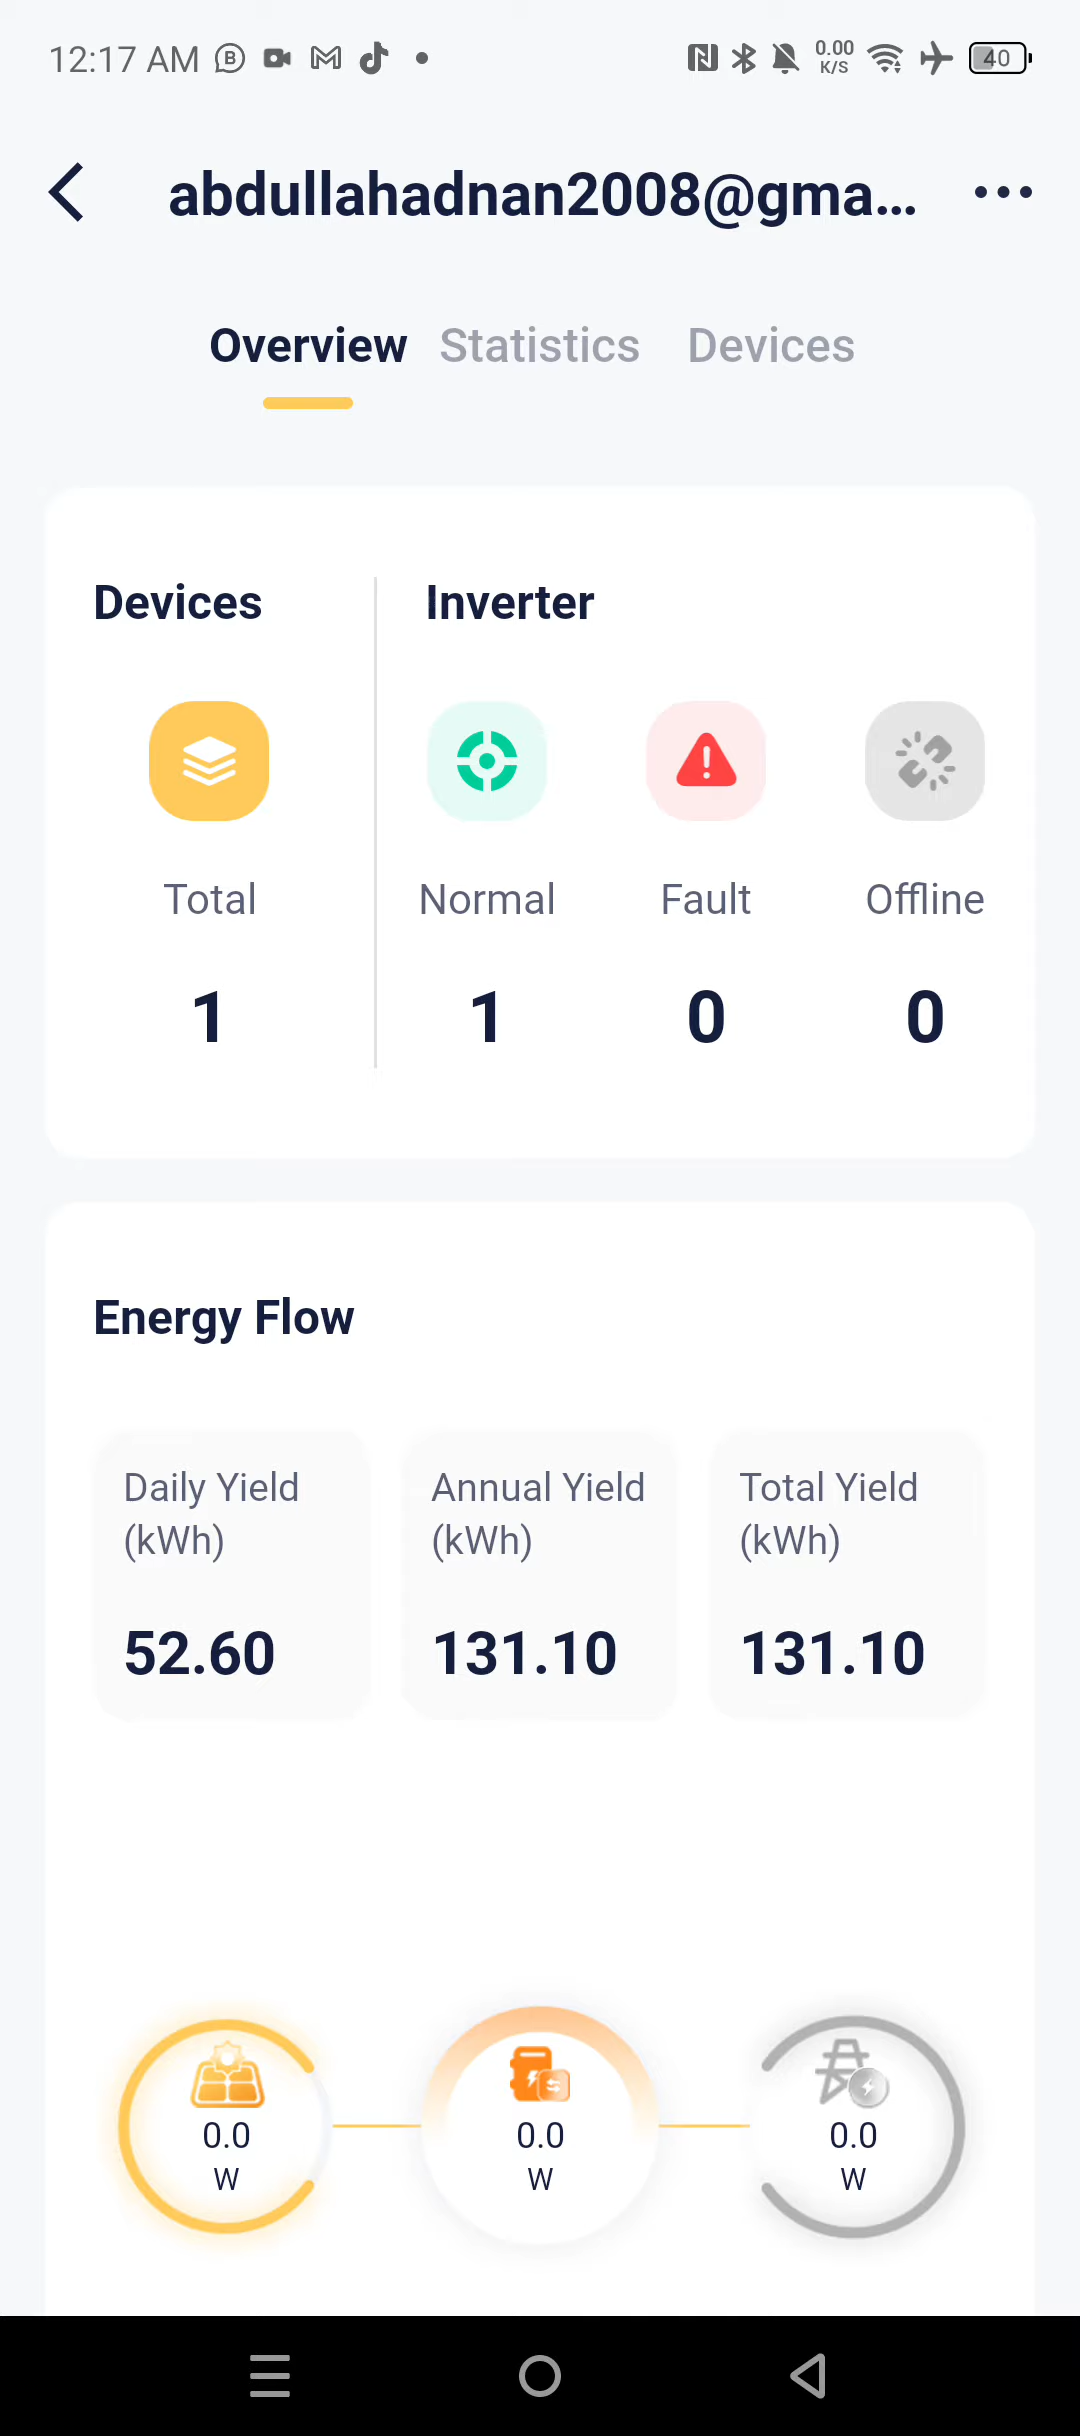 12:17 AM
0.00
K/S
40
abdullahadnan2008@gma...
Overview Statistics Devices
Devices
Inverter
Total
Normal
Fault
Offline
1
1
0
0
Energy Flow
Daily Yield
(kWh)
52.60
Annual Yield
(kWh)
131.10
Total Yield
(kWh)
131.10
0.0
W
0.0
W
0.0
W